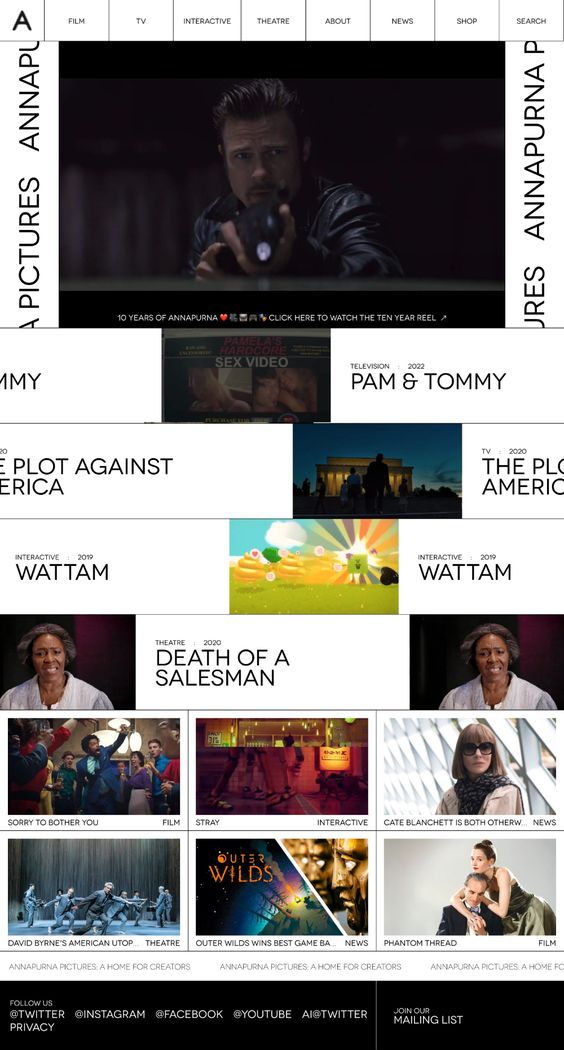 A
FILM
TV
INTERACTIVE
THEATRE
ABOUT
NEWS
SHOP
SEARCH
ANNAPU
A PICTURES
ANNAPURNA P
URES
10 YEARS OF ANNAPURNA ❤️ CLICK HERE TO WATCH THE TEN YEAR REEL ↗
MMY
PAMELA'S
HARDCORE
SEX VIDEO
TELEVISION : 2022
PAM & TOMMY
20
E PLOT AGAINST
ERICA
TV : 2020
THE PLO
AMERIC
INTERACTIVE : 2019
WATTAM
INTERACTIVE : 2019
WATTAM
THEATRE : 2020
DEATH OF A
SALESMAN
SORRY TO BOTHER YOU FILM
STRAY INTERACTIVE
CATE BLANCHETT IS BOTH OTHERW... NEWS
OUTER
WILDS
DAVID BYRNE'S AMERICAN UTOP... THEATRE
OUTER WILDS WINS BEST GAME BA... NEWS
PHANTOM THREAD FILM
ANNAPURNA PICTURES: A HOME FOR CREATORS
ANNAPURNA PICTURES: A HOME FOR CREATORS
ANNAPURNA PICTURES: A HOME FO
FOLLOW US
@TWITTER @INSTAGRAM @FACEBOOK @YOUTUBE AI@TWITTER
PRIVACY
JOIN OUR
MAILING LIST